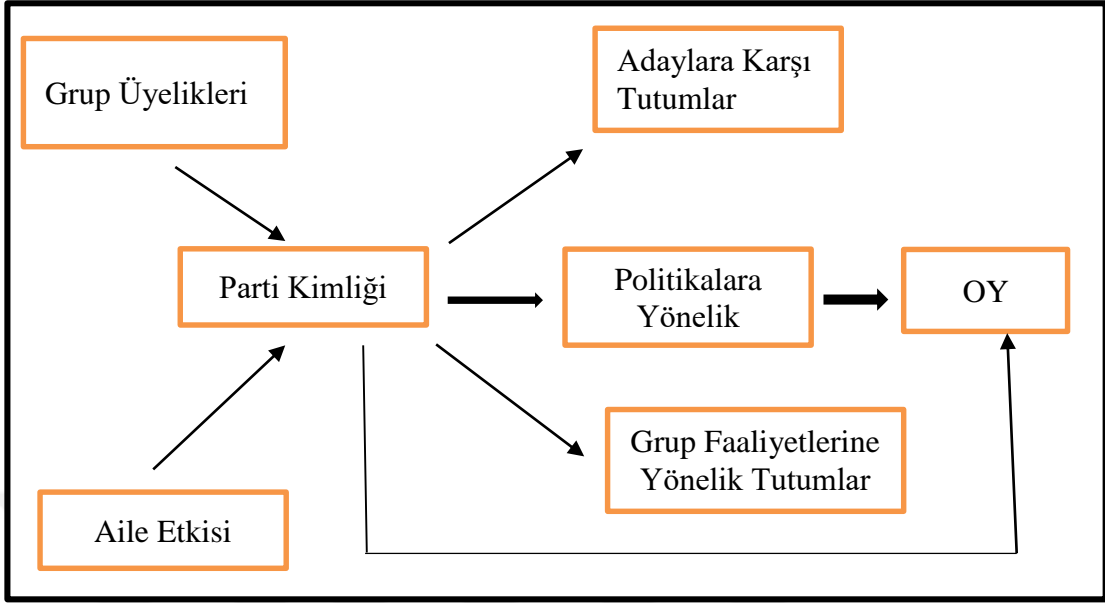 Grup Üyelikleri
Adaylara Karşı
Tutumlar
Parti Kimliği
Politikalara
Yönelik
OY
Grup Faaliyetlerine
Yönelik Tutumlar
Aile Etkisi